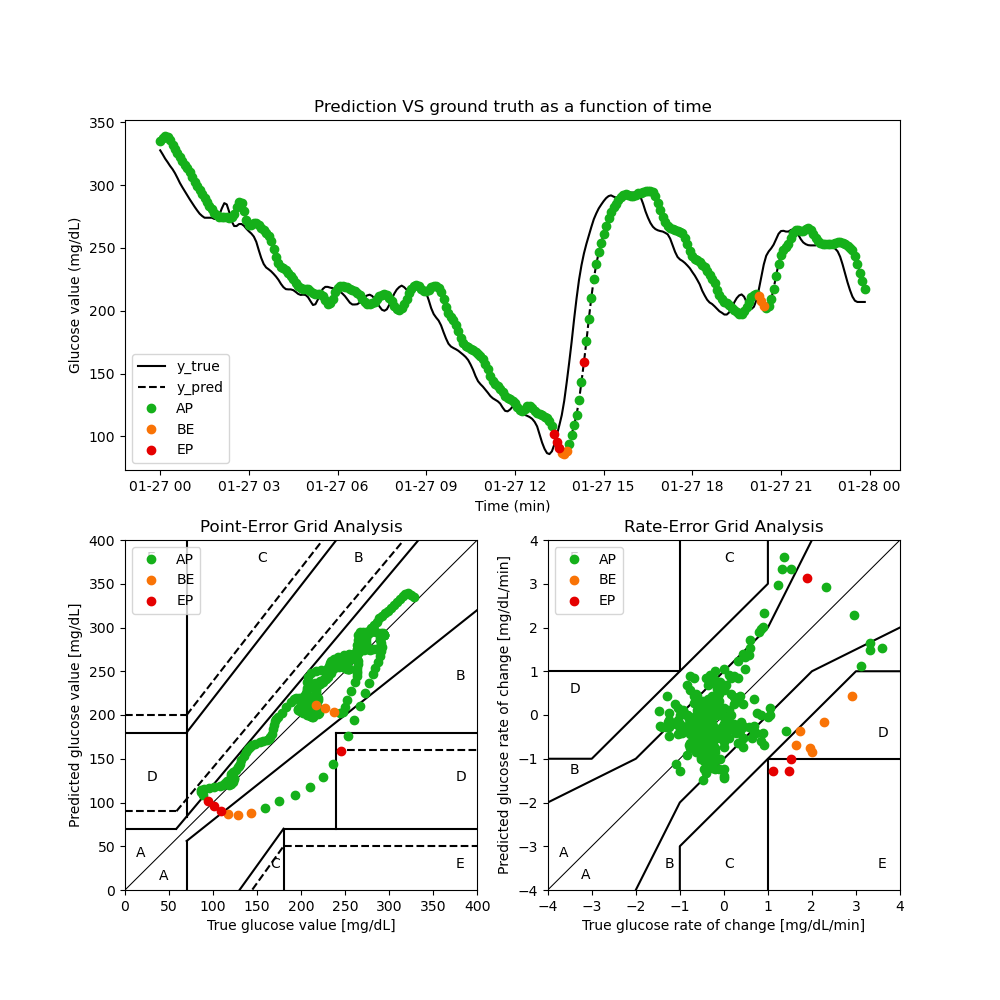 Prediction VS ground truth as a function of time
Glucose value (mg/dL)
350
300
250
200
150
100
y_true
y_pred
AP
BE
EP
01-27 00 01-27 03 01-27 06 01-27 09 01-27 12 01-27 15 01-27 18 01-27 21 01-28 00
Time (min)
Point-Error Grid Analysis
Predicted glucose value [mg/dL]
400
350
300
250
200
150
100
50
0
AP
BE
EP
C
B
B
D
D
A
A
C
E
0 50 100 150 200 250 300 350 400
True glucose value [mg/dL]
Rate-Error Grid Analysis
Predicted glucose rate of change [mg/dL/min]
4
3
2
1
0
−1
−2
−3
−4
AP
BE
EP
C
D
D
B
A
A
B
C
E
−4 −3 −2 −1 0 1 2 3 4
True glucose rate of change [mg/dL/min]